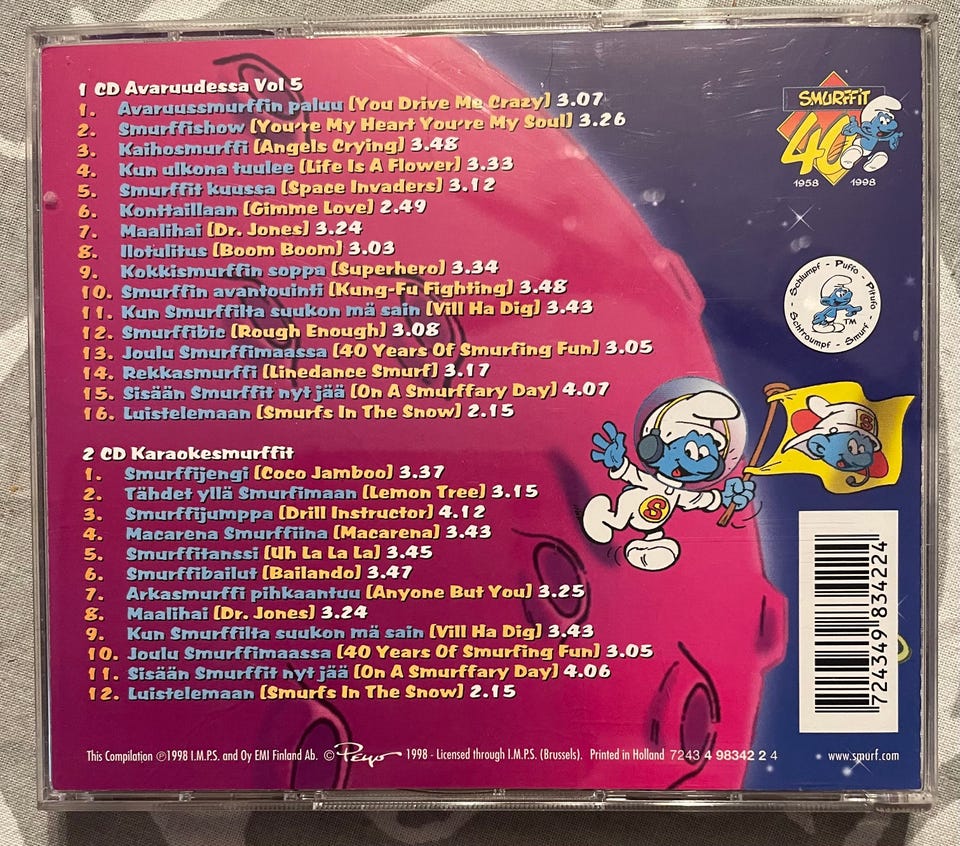 1 CD Avaruudessa Vol 5
1. Avaruussmurffin paluu (You Drive Me Crazy) 3.07
2. Smurffishow (You're My Heart You're My Soul) 3.26
3. Kaihosmurffi (Angels Crying) 3.48
4. Kun ulkona tuulee (Life Is A Flower) 3.33
5. Smurffit kuussa (Space Invaders) 3.12
6. Konttaillaan (Gimme Love) 2.49
7. Maalihai (Dr. Jones) 3.24
8. Ilotulitus (Boom Boom) 3.03
9. Kokkismurffin soppa (Superhero) 3.34
10. Smurffin avantouinti (Kung-Fu Fighting) 3.48
11. Kun Smurffilta suukon mä sain (Vill Ha Dig) 3.43
12. Smurffibic (Rough Enough) 3.08
13. Joulu Smurffimaassa (40 Years Of Smurfing Fun) 3.05
14. Rekkasmurffi (Linedance Smurf) 3.17
15. Sisään Smurffit nyt jää (On A Smurffary Day) 4.07
16. Luistelemaan (Smurfs In The Snow) 2.15
2 CD Karaokesmurffit
1. Smurffijengi (Coco Jamboo) 3.37
2. Tähdet yllä Smurfimaan (Lemon Tree) 3.15
3. Smurffijumppa (Drill Instructor) 4.12
4. Macarena Smurffiina (Macarena) 3.43
5. Smurffitanssi (Uh La La La) 3.45
6. Smurffibailut (Bailando) 3.47
7. Arkasmurffi pihkaantuu (Anyone But You) 3.25
8. Maalihai (Dr. Jones) 3.24
9. Kun Smurffilta suukon mä sain (Vill Ha Dig) 3.43
10. Joulu Smurffimaassa (40 Years Of Smurfing Fun) 3.05
11. Sisään Smurffit nyt jää (On A Smurffary Day) 4.06
12. Luistelemaan (Smurfs In The Snow) 2.15
SMURFFIT
40
1958 1998
Schlumpf - Puffo - Pitufo - Smurf - Schtroumpf -
TM
S
S
7 243498 34224
This Compilation ℗1998 I.M.P.S. and Oy EMI Finland Ab. © Peyo 1998 - Licensed through I.M.P.S. (Brussels). Printed in Holland 7243 4 98342 2 4
www.smurf.com